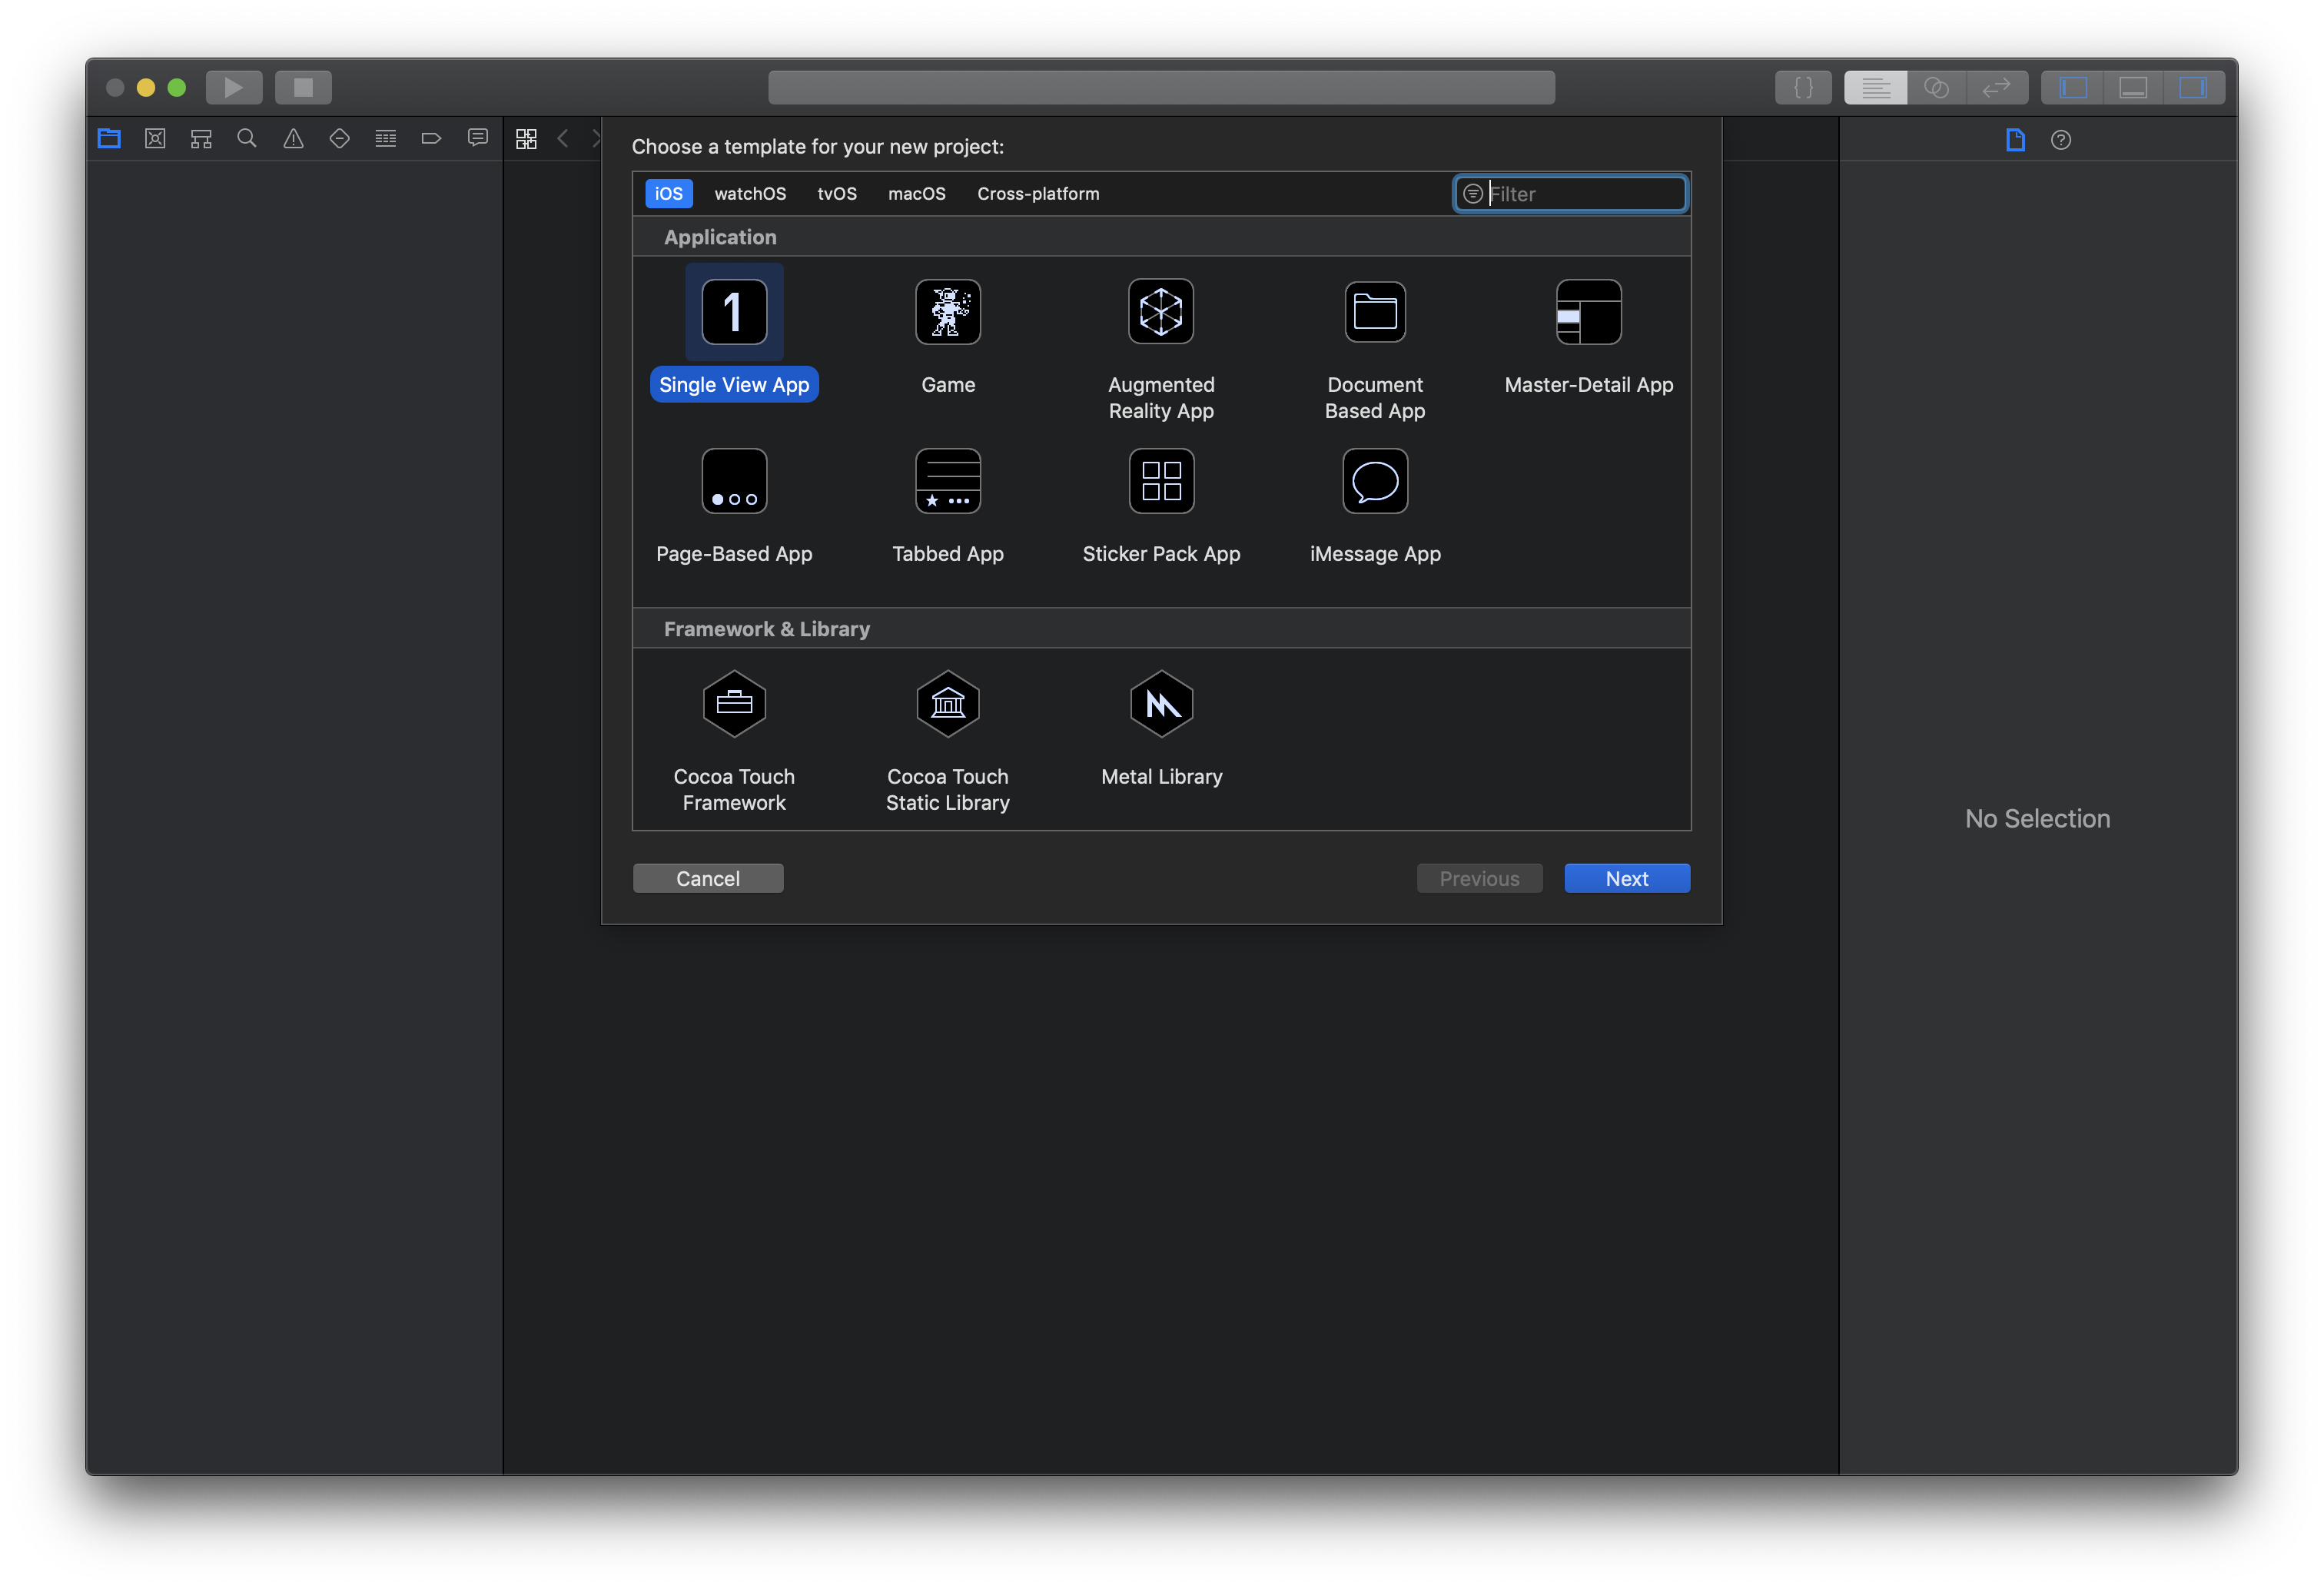 Choose a template for your new project:
iOS watchOS tvOS macOS Cross-platform Filter
Application
1
Single View App Game Augmented Reality App Document Based App Master-Detail App
Page-Based App Tabbed App Sticker Pack App iMessage App
Framework & Library
Cocoa Touch Framework Cocoa Touch Static Library Metal Library
No Selection
Cancel Previous Next